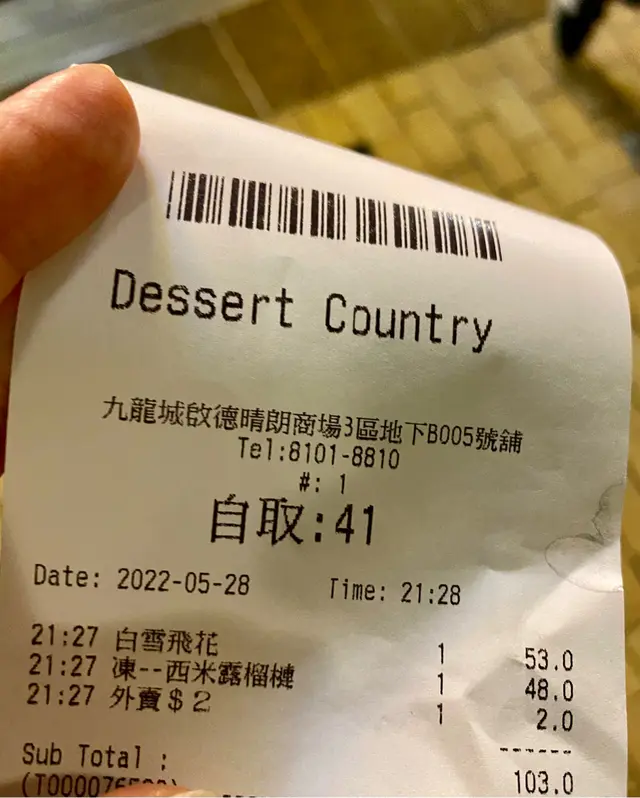 Dessert Country
九龍城啟德晴朗商場3區地下B005號舖
Tel:8101-8810
#: 1
自取:41
Date: 2022-05-28 Time: 21:28
21:27 白雪飛花 1 53.0
21:27 凍--西米露榴槤 1 48.0
21:27 外賣$2 1 2.0
Sub Total : 103.0